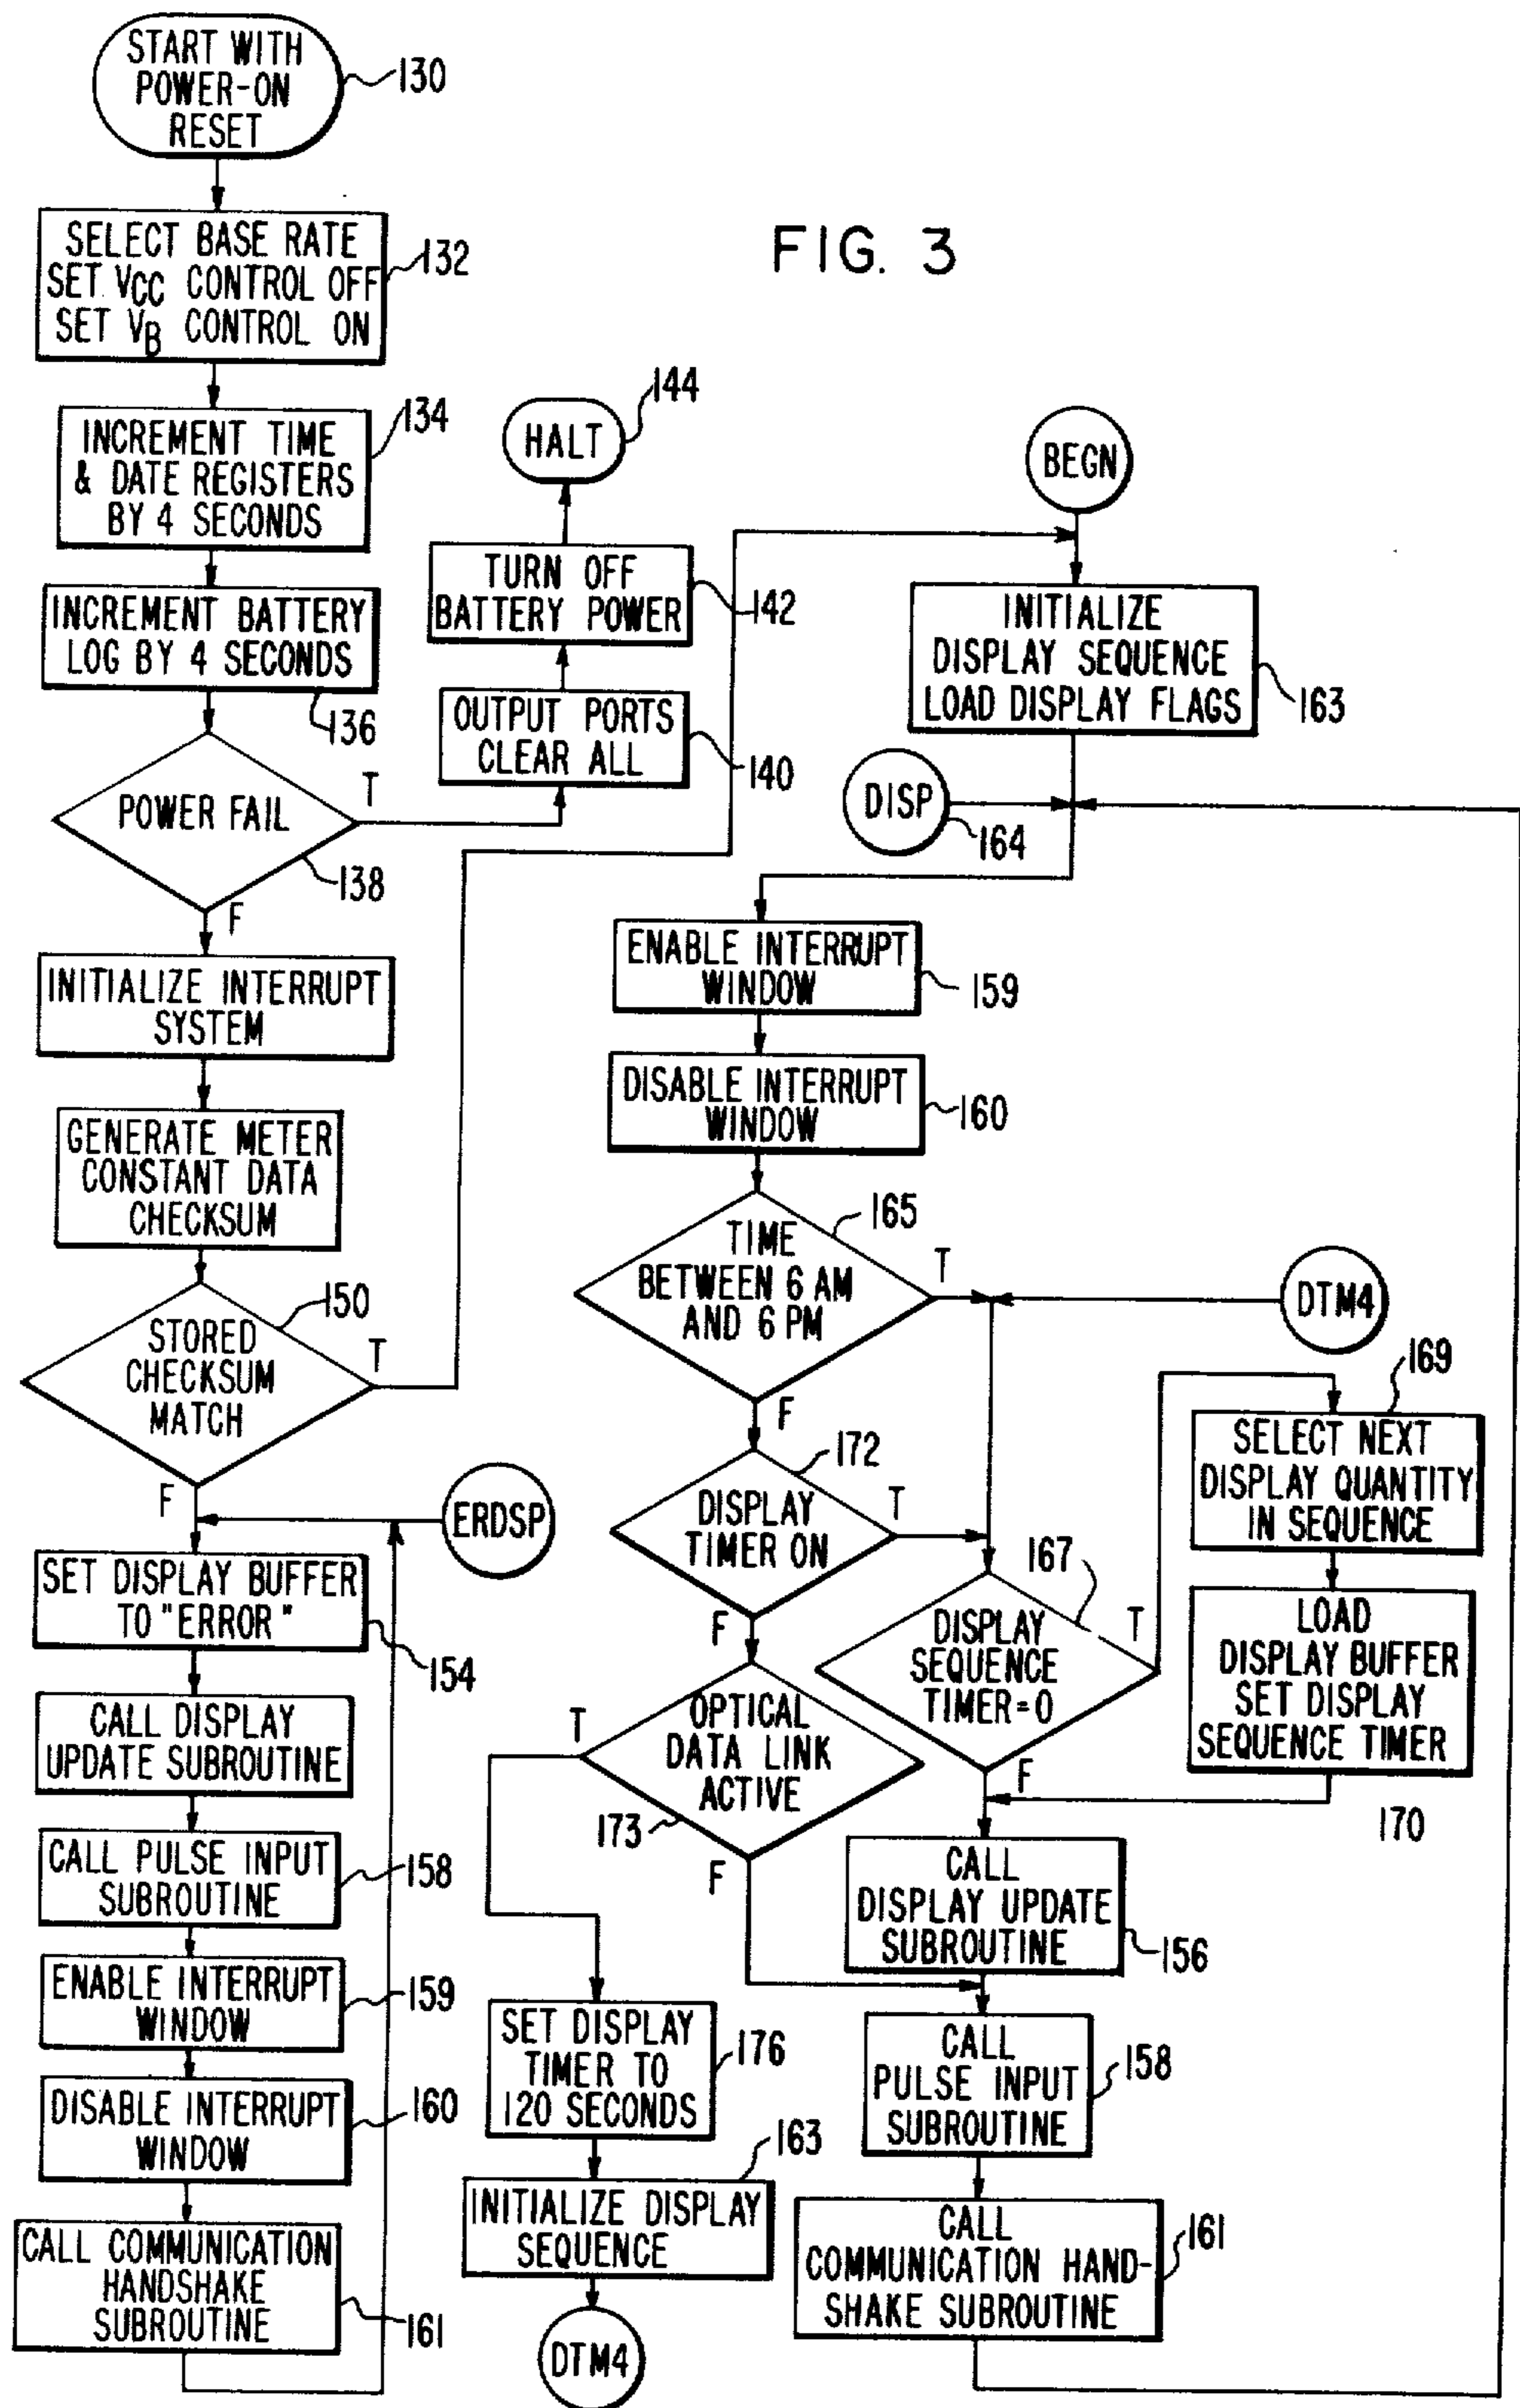 START WITH
POWER-ON
RESET
130
SELECT BASE RATE
SET VCC CONTROL OFF
SET VB CONTROL ON
132
FIG. 3
INCREMENT TIME
& DATE REGISTERS
BY 4 SECONDS
134
INCREMENT BATTERY
LOG BY 4 SECONDS
136
POWER FAIL
T
138
F
HALT
144
TURN OFF
BATTERY POWER
142
OUTPUT PORTS
CLEAR ALL
140
INITIALIZE INTERRUPT
SYSTEM
GENERATE METER
CONSTANT DATA
CHECKSUM
150
STORED
CHECKSUM
MATCH
T
F
ERDSP
SET DISPLAY BUFFER
TO "ERROR"
154
CALL DISPLAY
UPDATE SUBROUTINE
CALL PULSE INPUT
SUBROUTINE
158
ENABLE INTERRUPT
WINDOW
159
DISABLE INTERRUPT
WINDOW
160
CALL COMMUNICATION
HANDSHAKE
SUBROUTINE
161
BEGN
INITIALIZE
DISPLAY SEQUENCE
LOAD DISPLAY FLAGS
163
DISP
164
ENABLE INTERRUPT
WINDOW
159
DISABLE INTERRUPT
WINDOW
160
165
TIME
BETWEEN 6 AM
AND 6 PM
T
F
DTM4
172
DISPLAY
TIMER ON
T
F
OPTICAL
DATA LINK
ACTIVE
T
173
F
167
DISPLAY
SEQUENCE
TIMER=0
T
F
169
SELECT NEXT
DISPLAY QUANTITY
IN SEQUENCE
LOAD
DISPLAY BUFFER
SET DISPLAY
SEQUENCE TIMER
170
CALL
DISPLAY UPDATE
SUBROUTINE
156
SET DISPLAY
TIMER TO
120 SECONDS
176
163
INITIALIZE DISPLAY
SEQUENCE
DTM4
CALL
PULSE INPUT
SUBROUTINE
158
CALL
COMMUNICATION HAND-
SHAKE SUBROUTINE
161